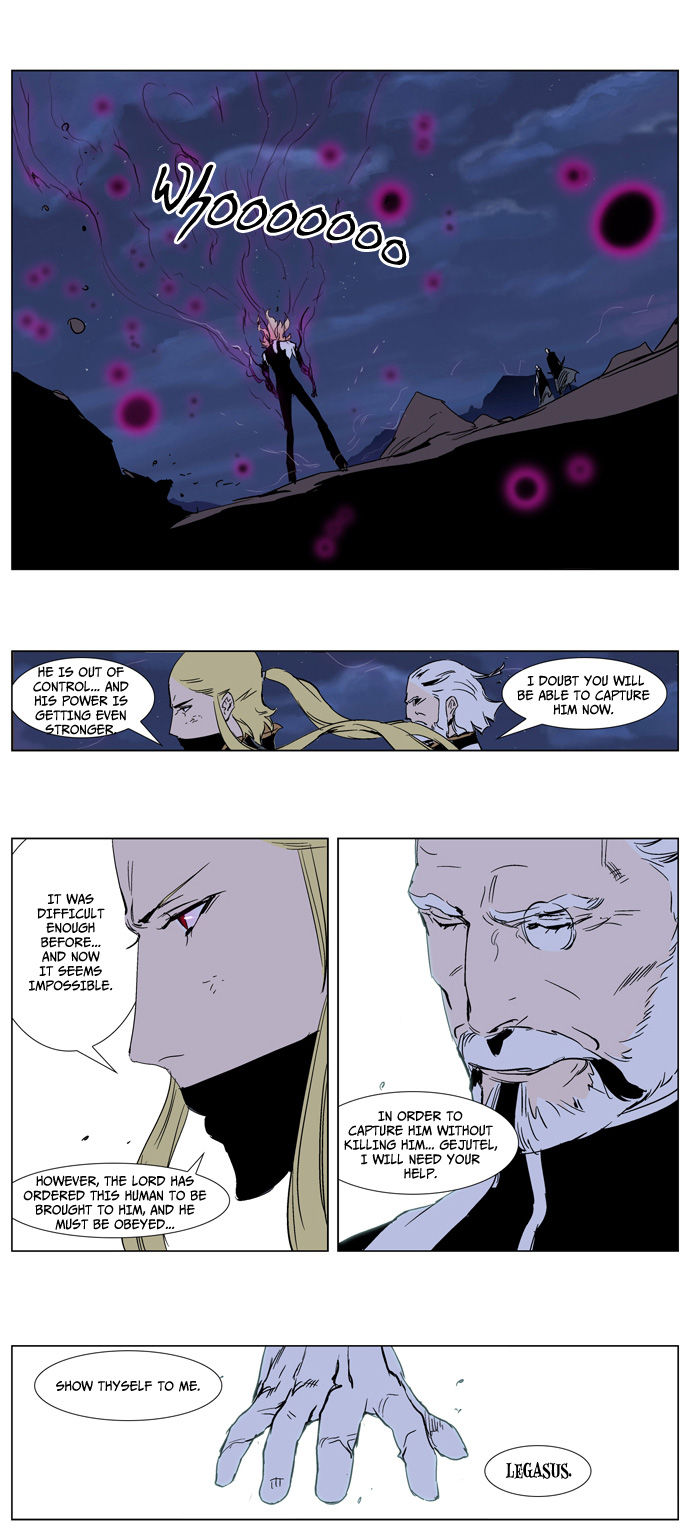 WHOOOOOOOO
HE IS OUT OF
CONTROL... AND
HIS POWER IS
GETTING EVEN
STRONGER.
I DOUBT YOU WILL
BE ABLE TO CAPTURE
HIM NOW.
IT WAS
DIFFICULT
ENOUGH
BEFORE...
AND NOW
IT SEEMS
IMPOSSIBLE.
HOWEVER, THE LORD HAS
ORDERED THIS HUMAN TO BE
BROUGHT TO HIM, AND HE
MUST BE OBEYED...
IN ORDER TO
CAPTURE HIM WITHOUT
KILLING HIM... GEJUTEL,
I WILL NEED YOUR
HELP.
SHOW THYSELF TO ME.
LEGASUS.